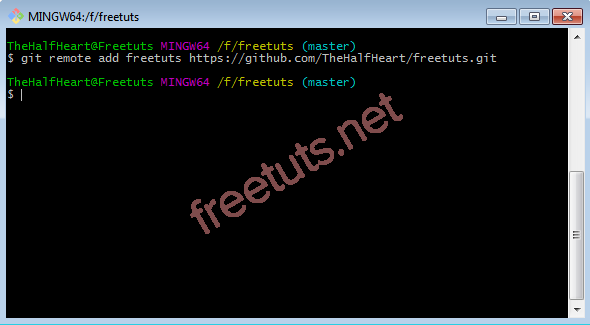 MINGW64:/f/freetuts
TheHalfHeart@Freetuts MINGW64 /f/freetuts (master)
$ git remote add freetuts https://github.com/TheHalfHeart/freetuts.git
TheHalfHeart@Freetuts MINGW64 /f/freetuts (master)
$
freetuts.net